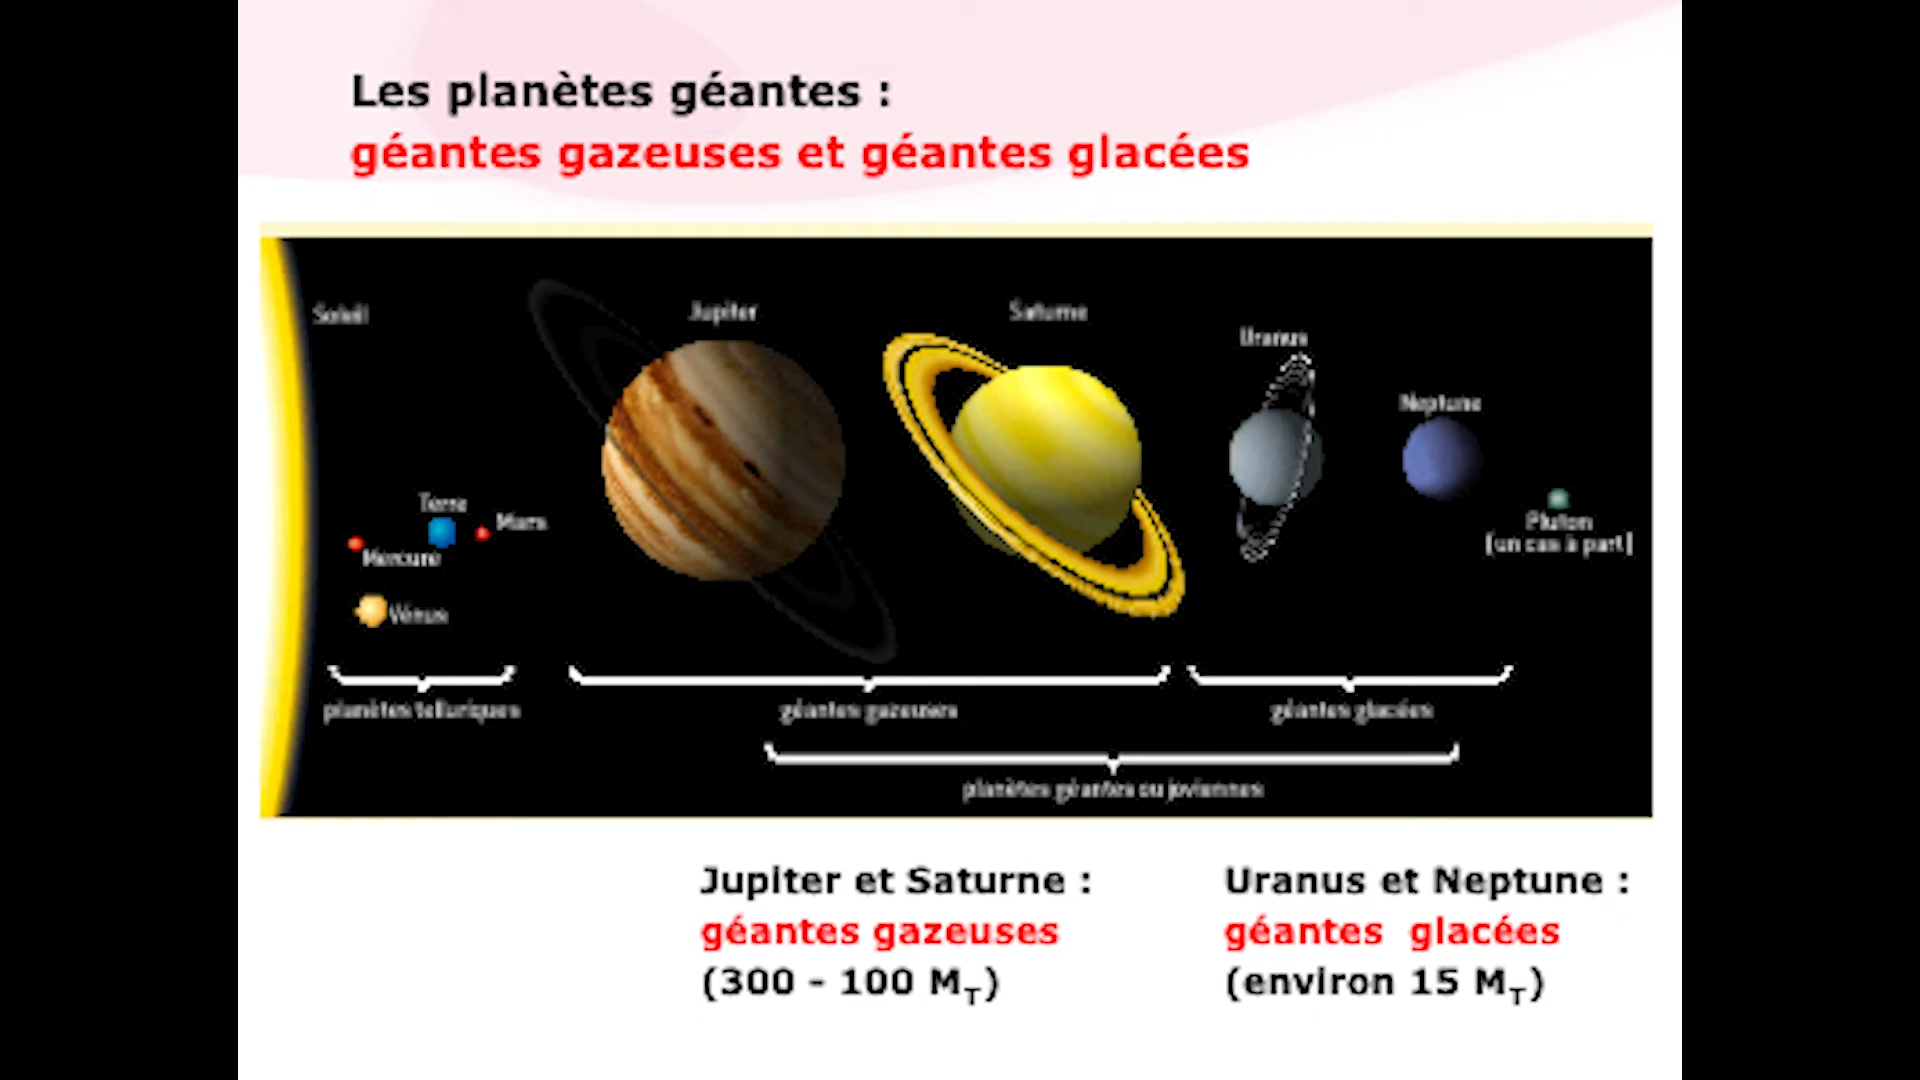 Les planètes géantes :
géantes gazeuses et géantes glacées
Soleil
Jupiter
Saturne
Uranus
Neptune
Terre
Mars
Mercure
Vénus
Pluton
(un cas à part)
planètes telluriques
géantes gazeuses
géantes glacées
planètes géantes ou joviennes
Jupiter et Saturne :
géantes gazeuses
(300 - 100 M_T)
Uranus et Neptune :
géantes glacées
(environ 15 M_T)